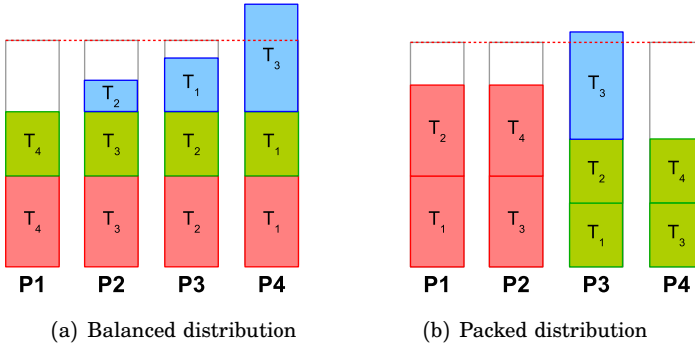 T₃
T₂ T₁
T₄ T₃ T₂ T₁
T₄ T₃ T₂ T₁
P1 P2 P3 P4
(a) Balanced distribution
T₃
T₂ T₄
T₂ T₄
T₁ T₃
T₁ T₃
P1 P2 P3 P4
(b) Packed distribution